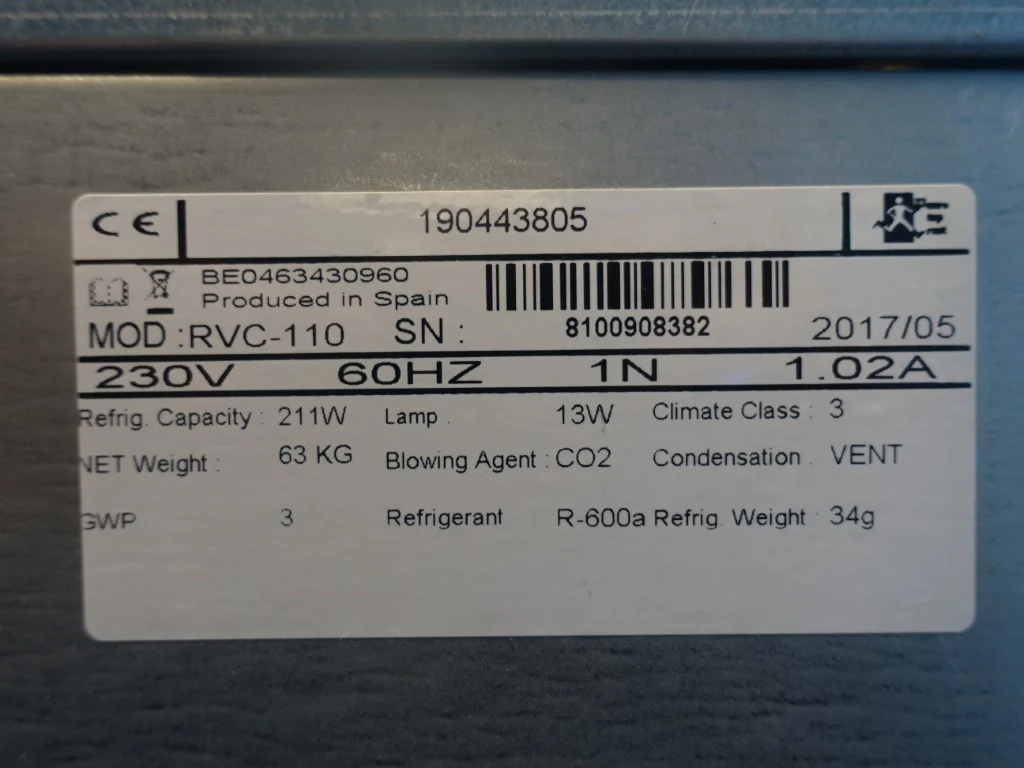 CE 190443805
BE0463430960
Produced in Spain
MOD :RVC-110 SN : 8100908382 2017/05
230V 60HZ 1N 1.02A
Refrig. Capacity : 211W Lamp . 13W Climate Class : 3
NET Weight : 63 KG Blowing Agent : CO2 Condensation . VENT
GWP 3 Refrigerant R-600a Refrig. Weight : 34g